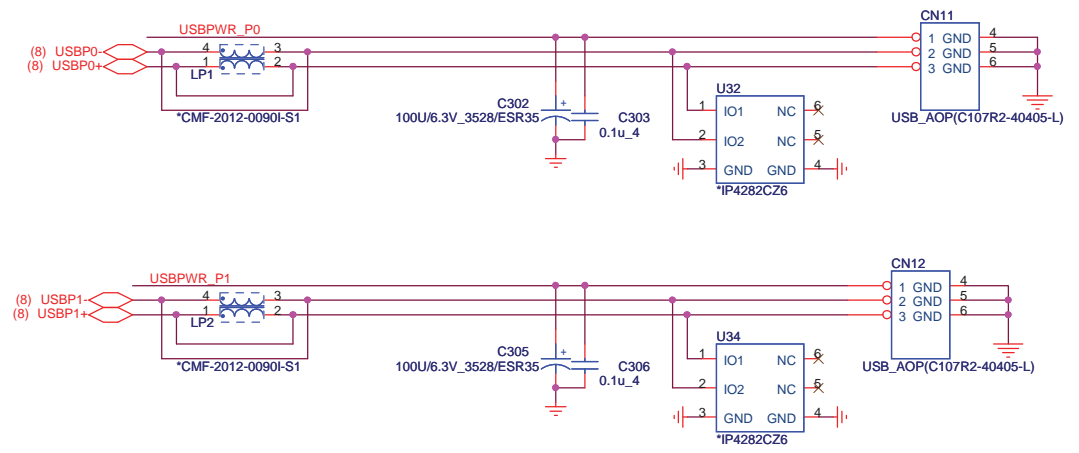 USBPWR_P0
(8) USBP0-
(8) USBP0+
4 3
1 2
LP1
*CMF-2012-0090I-S1
C302
100U/6.3V_3528/ESR35
C303
0.1u_4
U32
1 IO1 NC 6
2 IO2 NC 5
3 GND GND 4
*IP4282CZ6
CN11
1 GND 4
2 GND 5
3 GND 6
USB_AOP(C107R2-40405-L)
USBPWR_P1
(8) USBP1-
(8) USBP1+
4 3
1 2
LP2
*CMF-2012-0090I-S1
C305
100U/6.3V_3528/ESR35
C306
0.1u_4
U34
1 IO1 NC 6
2 IO2 NC 5
3 GND GND 4
*IP4282CZ6
CN12
1 GND 4
2 GND 5
3 GND 6
USB_AOP(C107R2-40405-L)